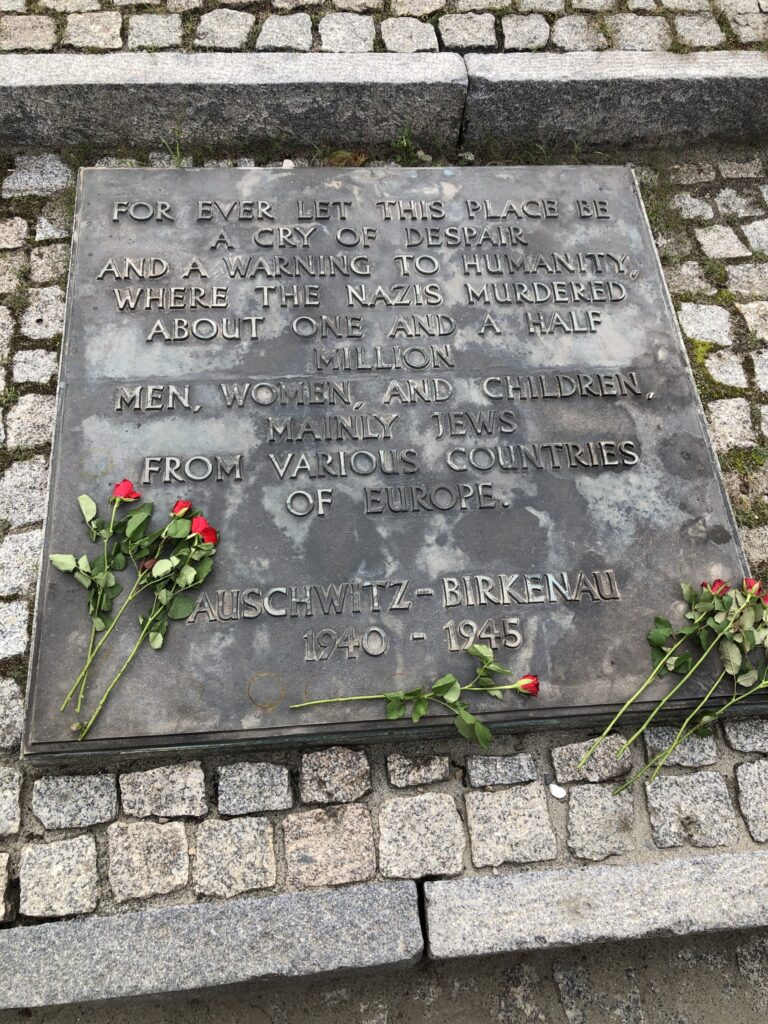 FOR EVER LET THIS PLACE BE
A CRY OF DESPAIR
AND A WARNING TO HUMANITY,
WHERE THE NAZIS MURDERED
ABOUT ONE AND A HALF
MILLION
MEN, WOMEN, AND CHILDREN,
MAINLY JEWS
FROM VARIOUS COUNTRIES
OF EUROPE.
AUSCHWITZ-BIRKENAU
1940 - 1945